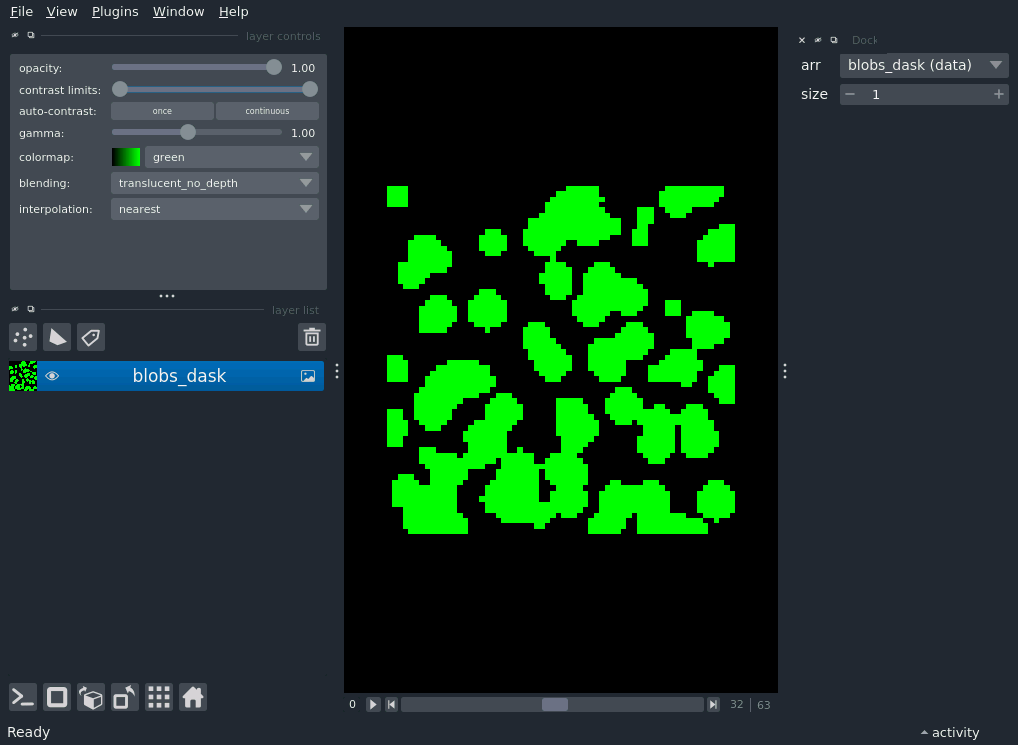 File View Plugins Window Help
layer controls
opacity: 1.00
contrast limits:
auto-contrast: once continuous
gamma: 1.00
colormap: green
blending: translucent_no_depth
interpolation: nearest
layer list
blobs_dask
0 32 63
Dock
arr blobs_dask (data)
size 1
Ready
activity